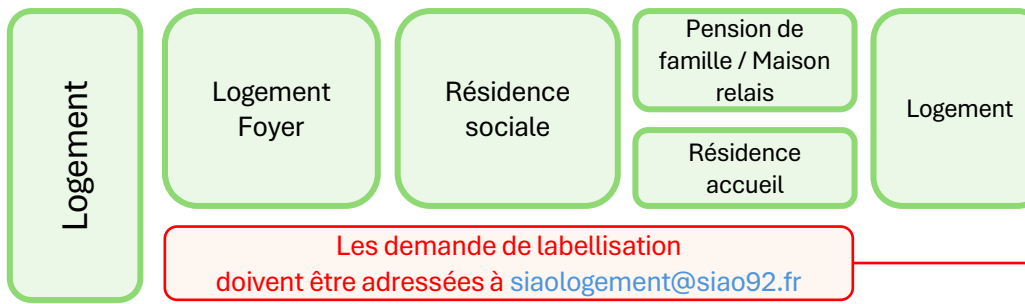 Logement
Logement
Foyer
Résidence
sociale
Pension de
famille / Maison
relais
Résidence
accueil
Logement
Les demande de labellisation
doivent être adressées à siaologement@siao92.fr